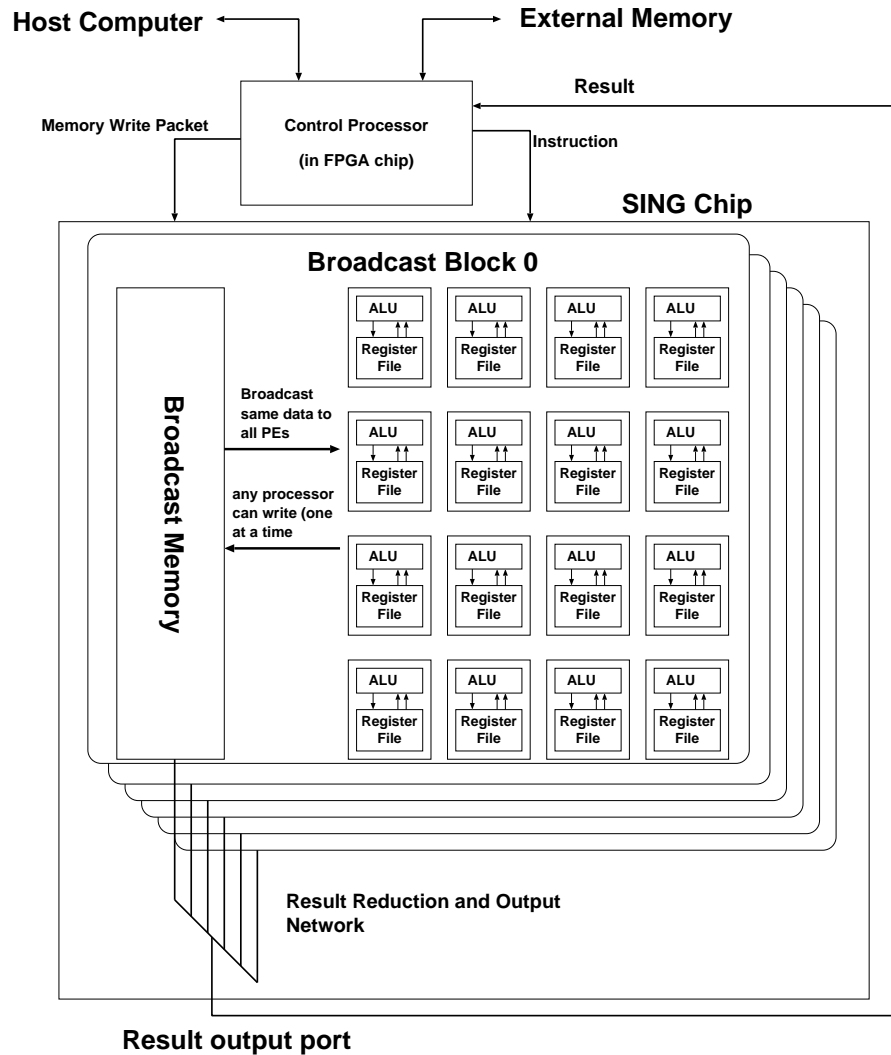 Host Computer
External Memory
Result
Memory Write Packet
Control Processor
(in FPGA chip)
Instruction
SING Chip
Broadcast Block 0
Broadcast Memory
Broadcast
same data to
all PEs
any processor
can write (one
at a time
ALU
Register
File
ALU
Register
File
ALU
Register
File
ALU
Register
File
ALU
Register
File
ALU
Register
File
ALU
Register
File
ALU
Register
File
ALU
Register
File
ALU
Register
File
ALU
Register
File
ALU
Register
File
ALU
Register
File
ALU
Register
File
ALU
Register
File
ALU
Register
File
Result Reduction and Output
Network
Result output port